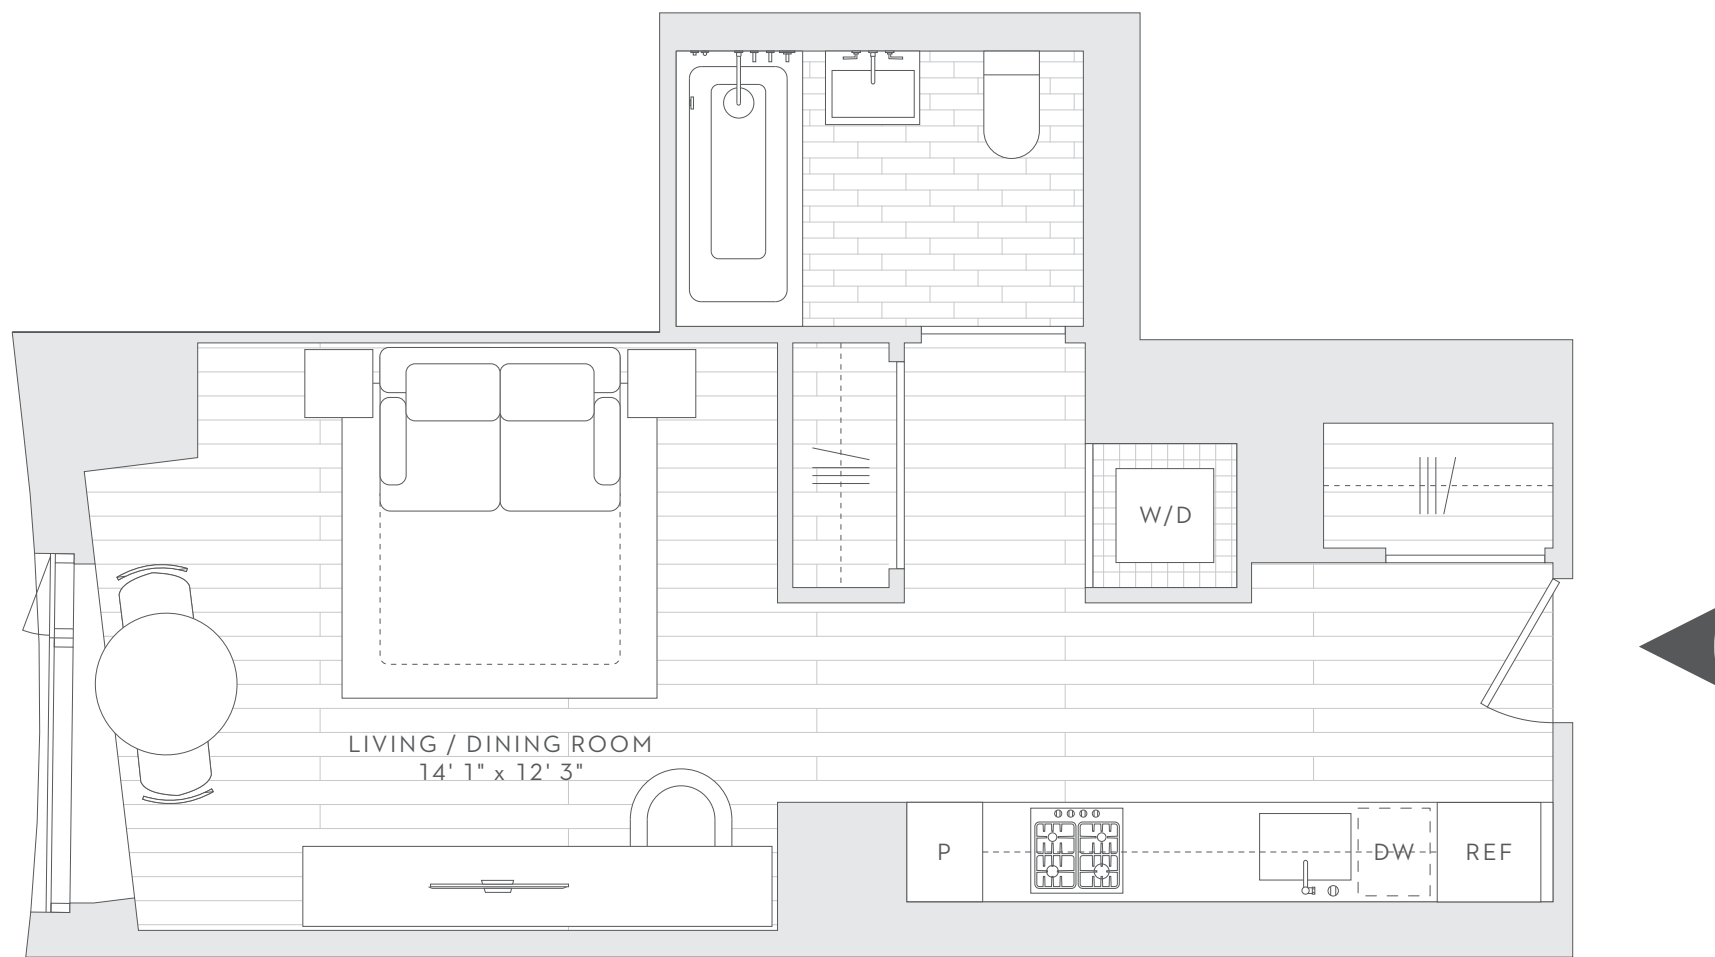 W/D
LIVING / DINING ROOM
14' 1" x 12' 3"
P
DW
REF